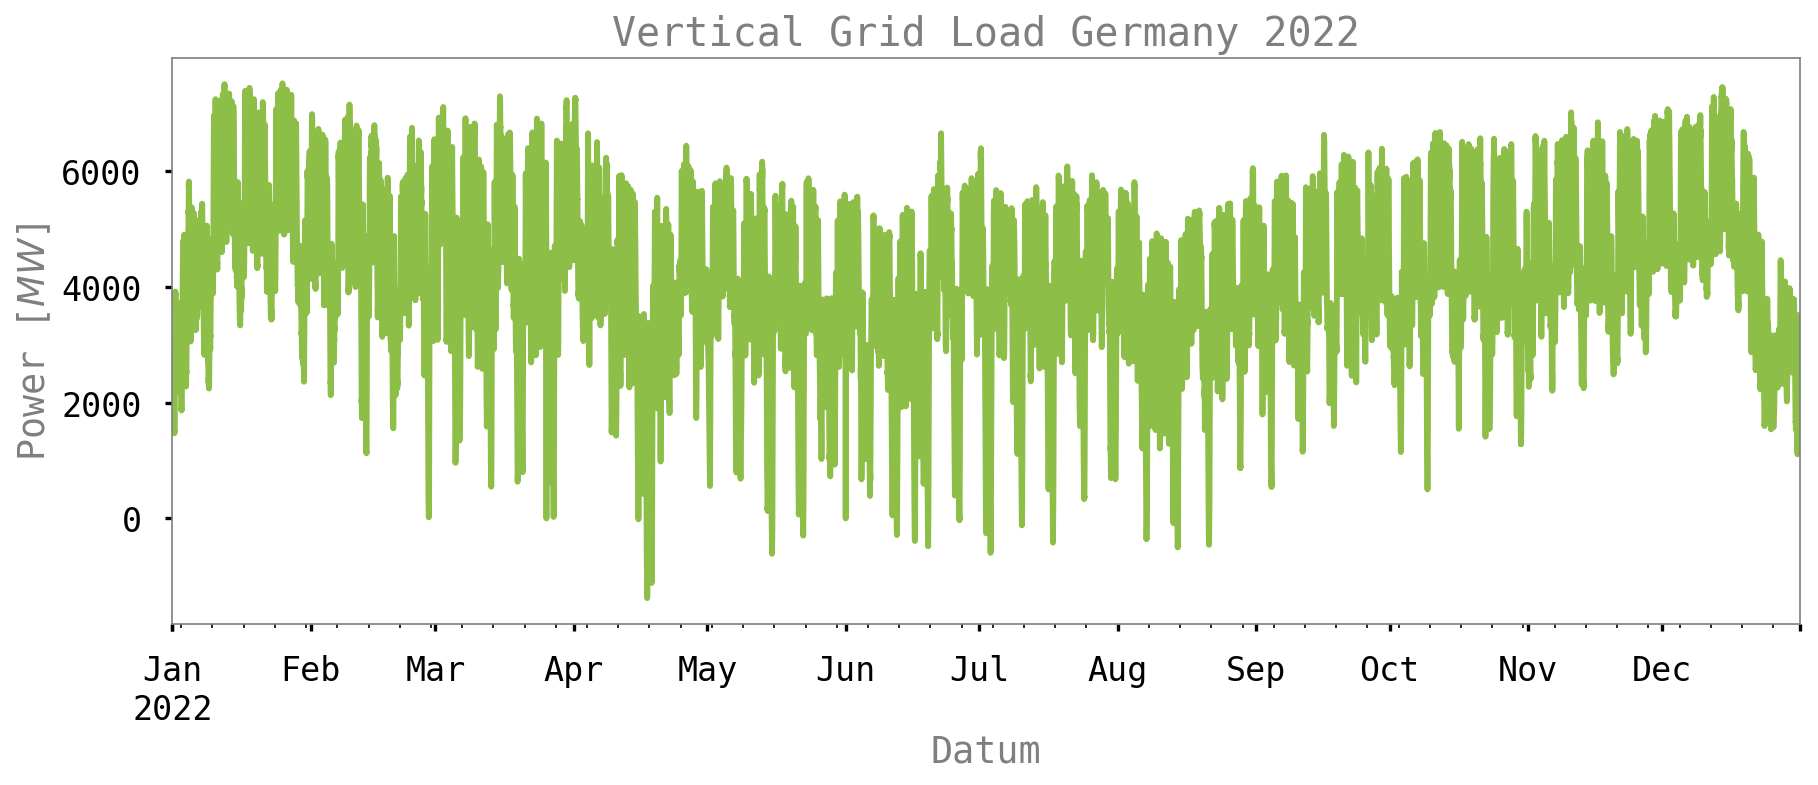 Vertical Grid Load Germany 2022
Power [MW]
6000
4000
2000
0
Jan Feb Mar Apr May Jun Jul Aug Sep Oct Nov Dec
2022
Datum